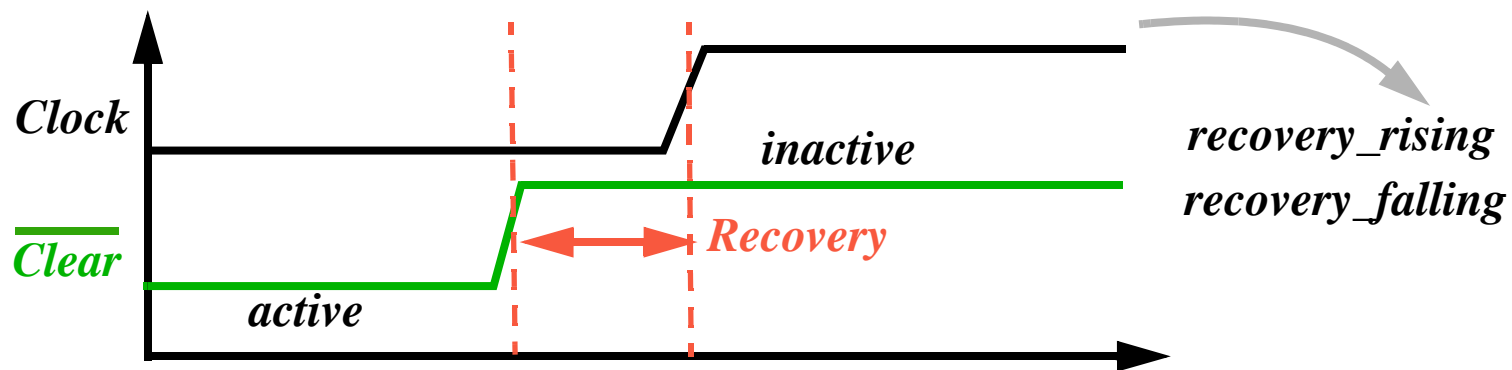 Clock
inactive
recovery_rising
recovery_falling
Clear
Recovery
active